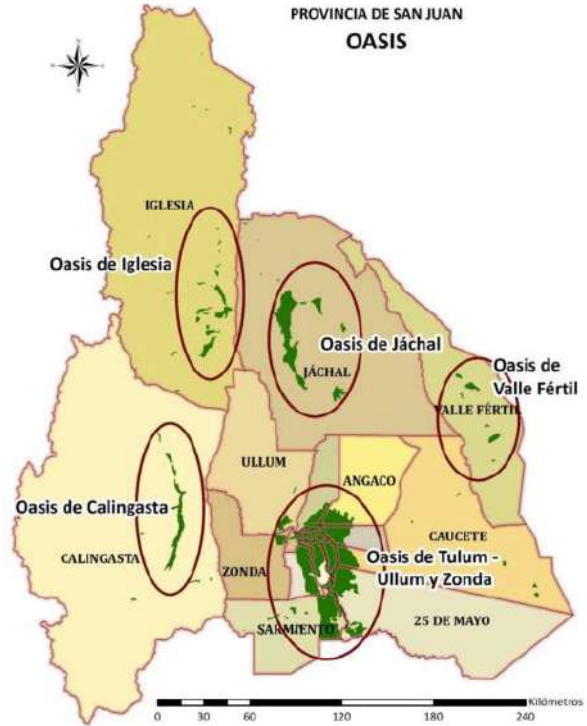 PROVINCIA DE SAN JUAN
OASIS
IGLESIA
Oasis de Iglesia
Oasis de Jáchal
JÁCHAL
Oasis de
Valle Fértil
VALLE FÉRTIL
ULLUM
ANGACO
Oasis de Calingasta
CAUCETE
Oasis de Tulum -
Ullum y Zonda
CALINGASTA
ZONDA
SARMIENTO
25 DE MAYO
Kilómetros
0 15 30 60 120 180 240